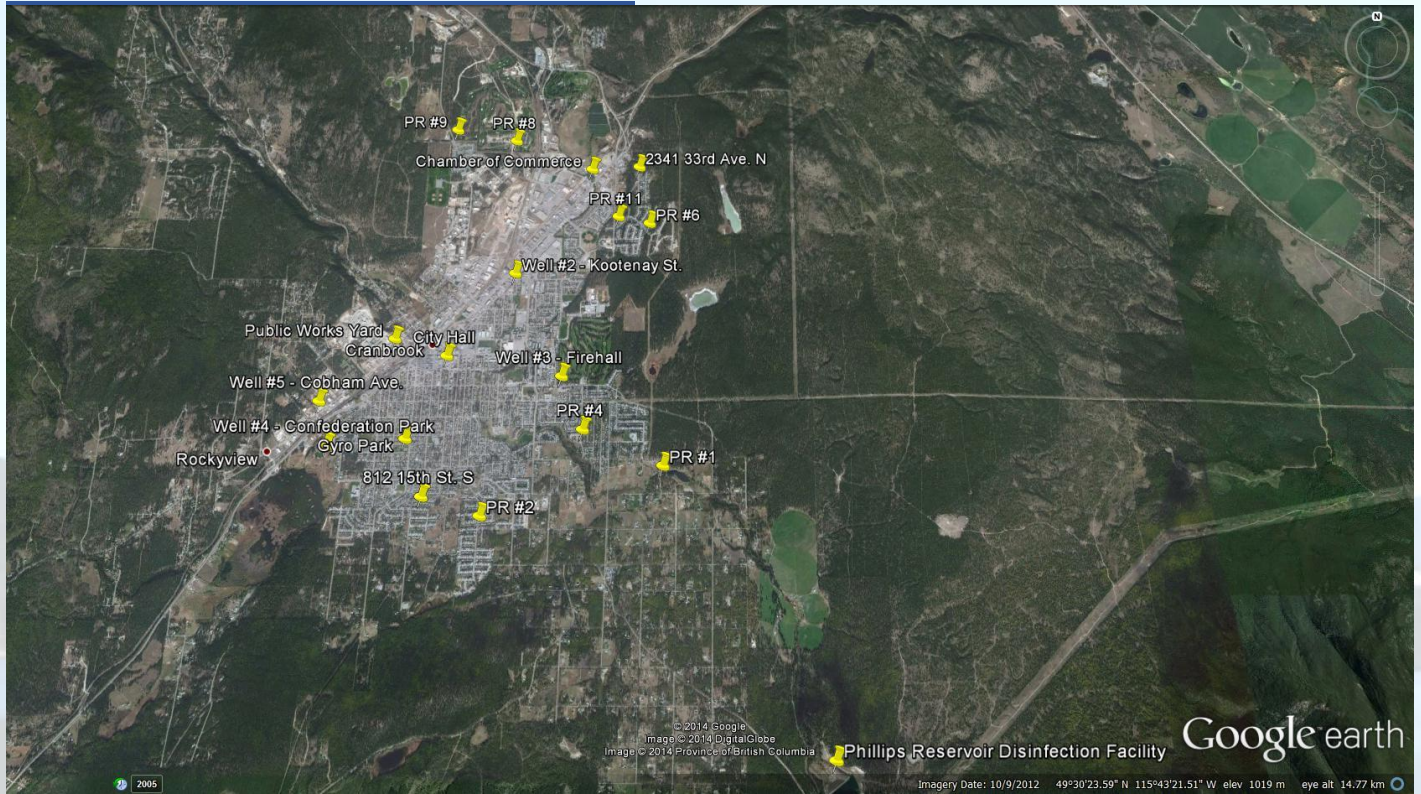 N
PR #9
PR #8
Chamber of Commerce
2341 33rd Ave. N
PR #11
PR #6
Well #2 - Kootenay St.
Public Works Yard
City Hall
Cranbrook
Well #3 - Firehall
Well #5 - Cobham Ave.
PR #4
Well #4 - Confederation Park
Gyro Park
Rockyview
PR #1
812 15th St. S
PR #2
© 2014 Google
Image © 2014 DigitalGlobe
Image © 2014 Province of British Columbia
Phillips Reservoir Disinfection Facility
Google earth
2005
Imagery Date: 10/9/2012 49°30'23.59" N 115°43'21.51" W elev 1019 m eye alt 14.77 km